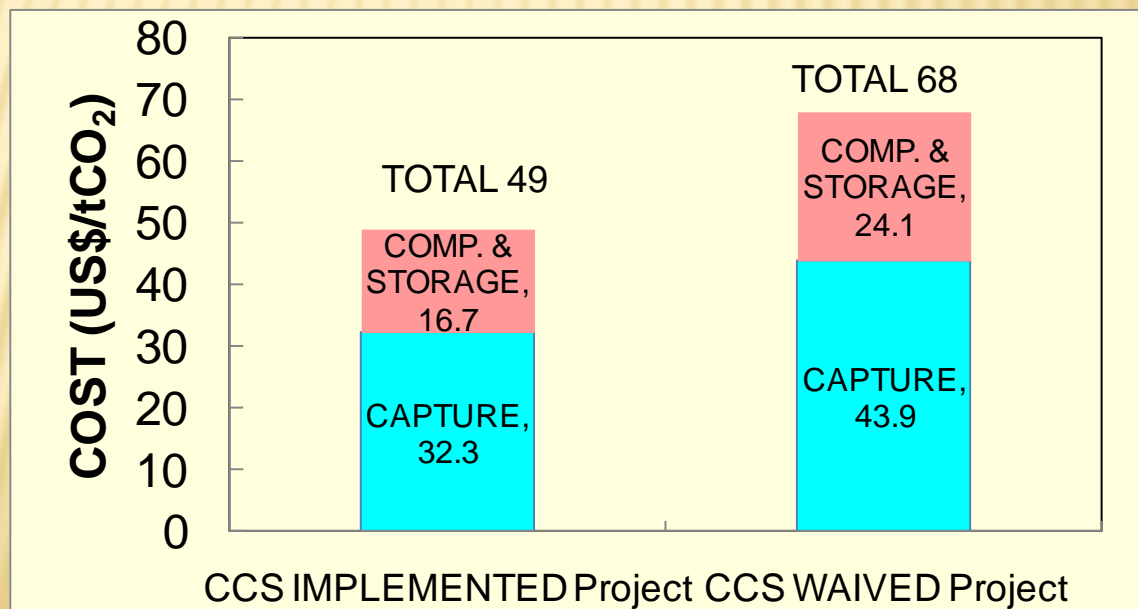 COST (US$/tCO₂)
80
70
60
50
40
30
20
10
0
TOTAL 49
COMP. &
STORAGE,
16.7
CAPTURE,
32.3
TOTAL 68
COMP. &
STORAGE,
24.1
CAPTURE,
43.9
CCS IMPLEMENTED Project CCS WAIVED Project